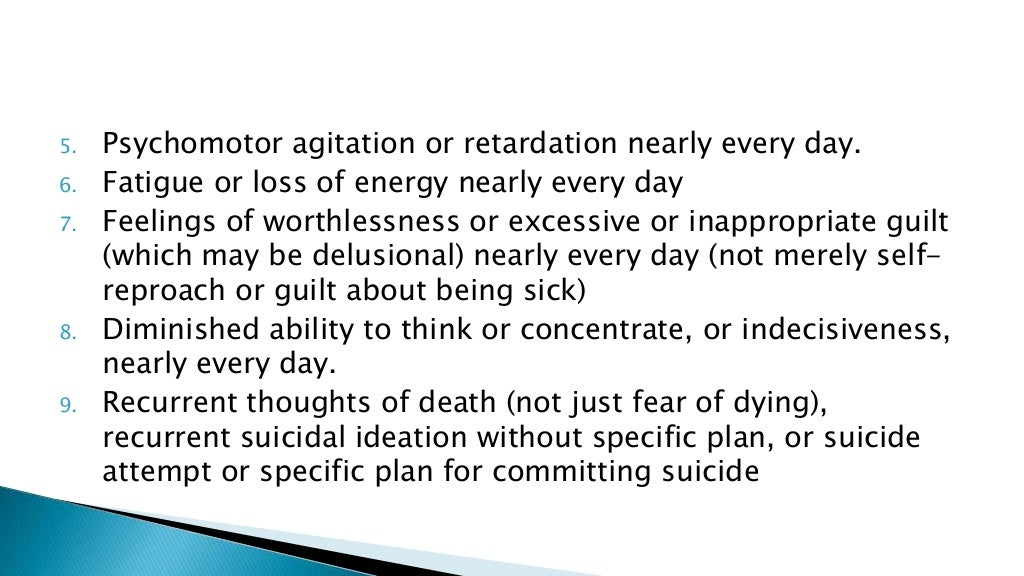 5. Psychomotor agitation or retardation nearly every day.
6. Fatigue or loss of energy nearly every day
7. Feelings of worthlessness or excessive or inappropriate guilt
(which may be delusional) nearly every day (not merely self-
reproach or guilt about being sick)
8. Diminished ability to think or concentrate, or indecisiveness,
nearly every day.
9. Recurrent thoughts of death (not just fear of dying),
recurrent suicidal ideation without specific plan, or suicide
attempt or specific plan for committing suicide